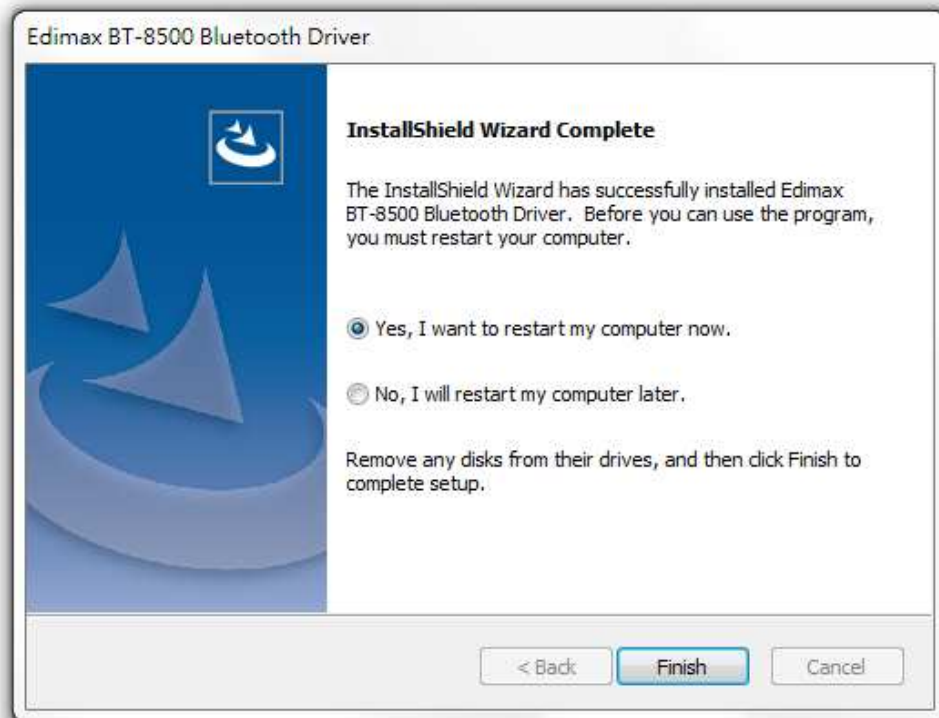 Edimax BT-8500 Bluetooth Driver
InstallShield Wizard Complete
The InstallShield Wizard has successfully installed Edimax
BT-8500 Bluetooth Driver.  Before you can use the program,
you must restart your computer.
Yes, I want to restart my computer now.
No, I will restart my computer later.
Remove any disks from their drives, and then click Finish to
complete setup.
< Back Finish Cancel